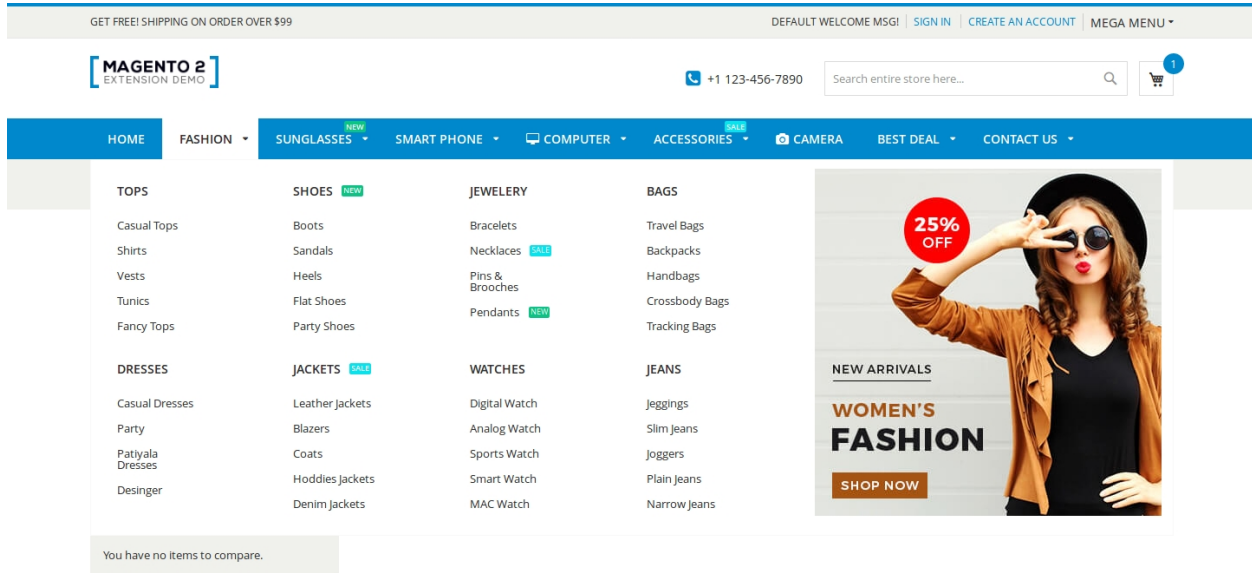 GET FREE! SHIPPING ON ORDER OVER $99
DEFAULT WELCOME MSG! SIGN IN CREATE AN ACCOUNT MEGA MENU
MAGENTO 2
EXTENSION DEMO
+1 123-456-7890
Search entire store here...
1
HOME
FASHION
SUNGLASSES NEW
SMART PHONE
COMPUTER
ACCESSORIES SALE
CAMERA
BEST DEAL
CONTACT US
TOPS
Casual Tops
Shirts
Vests
Tunics
Fancy Tops
SHOES NEW
Boots
Sandals
Heels
Flat Shoes
Party Shoes
JEWELERY
Bracelets
Necklaces SALE
Pins &
Brooches
Pendants NEW
BAGS
Travel Bags
Backpacks
Handbags
Crossbody Bags
Tracking Bags
DRESSES
Casual Dresses
Party
Patiyala
Dresses
Desinger
JACKETS SALE
Leather Jackets
Blazers
Coats
Hoddies Jackets
Denim Jackets
WATCHES
Digital Watch
Analog Watch
Sports Watch
Smart Watch
MAC Watch
JEANS
Jeggings
Slim Jeans
Joggers
Plain Jeans
Narrow Jeans
25%
OFF
NEW ARRIVALS
WOMEN'S
FASHION
SHOP NOW
You have no items to compare.